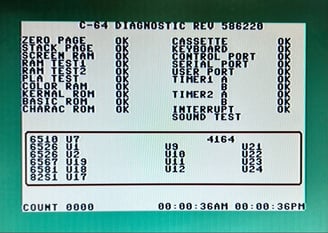 C-64 DIAGNOSTIC REV 586220
ZERO PAGE OK CASSETTE OK
STACK PAGE OK KEYBOARD OK
SCREEN RAM OK CONTROL PORT OK
RAM TEST1 OK SERIAL PORT OK
RAM TEST2 OK USER PORT OK
PLA TEST OK TIMER1 A OK
COLOR RAM OK B OK
KERNAL ROM OK TIMER2 A OK
BASIC ROM OK B OK
CHARAC ROM OK INTERRUPT OK
SOUND TEST
6510 U7 4164
6526 U1 U9 U21
6526 U2 U10 U22
6567 U19 U11 U23
6581 U18 U12 U24
82S1 U17
COUNT 0000 00:00:36AM 00:00:36PM